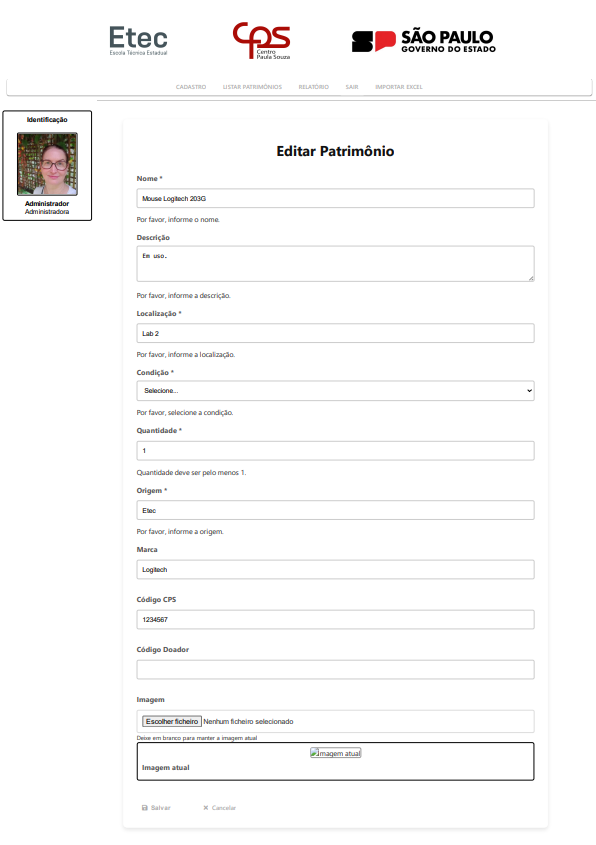 Etec
Escola Técnica Estadual
cps
Centro
Paula Souza
SP
SÃO PAULO
GOVERNO DO ESTADO
CADASTRO LISTAR PATRIMÔNIOS RELATÓRIO SAIR IMPORTAR EXCEL
Identificação
Administrador
Administradora
Editar Patrimônio
Nome *
Mouse Logitech 203G
Por favor, informe o nome.
Descrição
Em uso.
Por favor, informe a descrição.
Localização *
Lab 2
Por favor, informe a localização.
Condição *
Selecione...
Por favor, selecione a condição.
Quantidade *
1
Quantidade deve ser pelo menos 1.
Origem *
Etec
Por favor, informe a origem.
Marca
Logitech
Código CPS
1234567
Código Doador
Imagem
Escolher ficheiro Nenhum ficheiro selecionado
Deixe em branco para manter a imagem atual
Imagem atual
Imagem atual
Salvar Cancelar